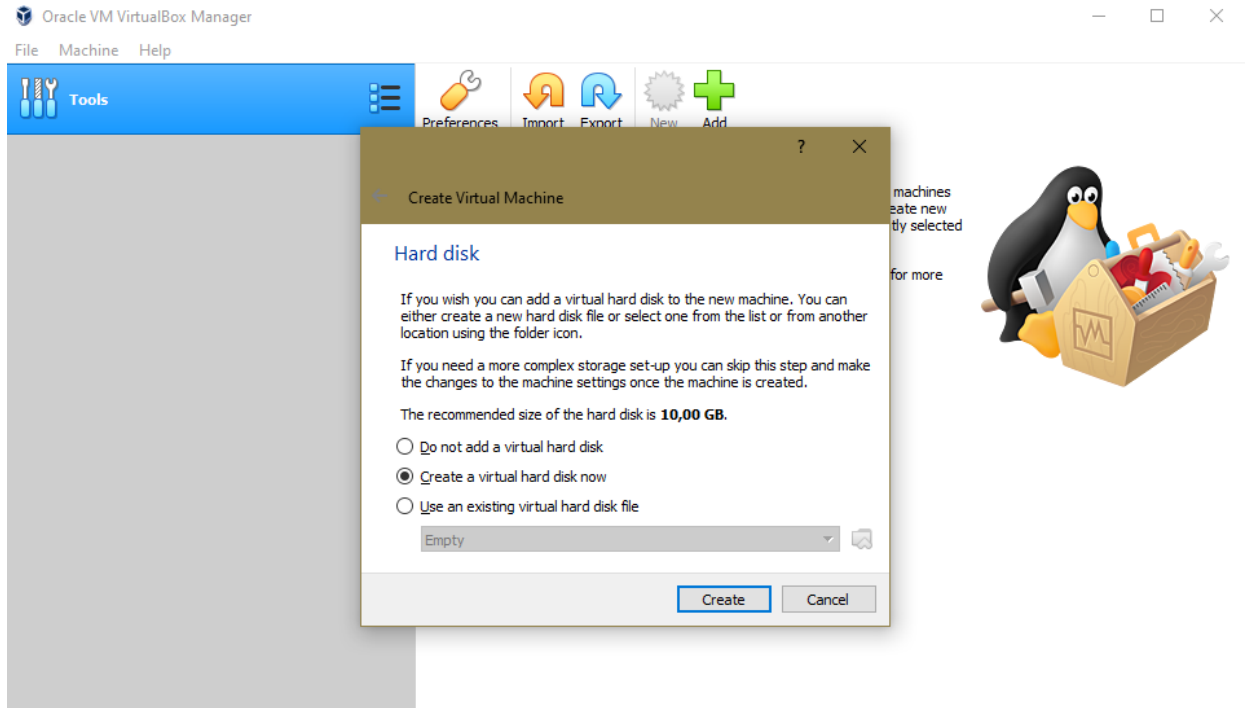 Oracle VM VirtualBox Manager
File Machine Help
Tools
Preferences Import Export New Add
machines
eate new
tly selected
for more
?
Create Virtual Machine
Hard disk
If you wish you can add a virtual hard disk to the new machine. You can
either create a new hard disk file or select one from the list or from another
location using the folder icon.
If you need a more complex storage set-up you can skip this step and make
the changes to the machine settings once the machine is created.
The recommended size of the hard disk is 10,00 GB.
Do not add a virtual hard disk
Create a virtual hard disk now
Use an existing virtual hard disk file
Empty
Create Cancel